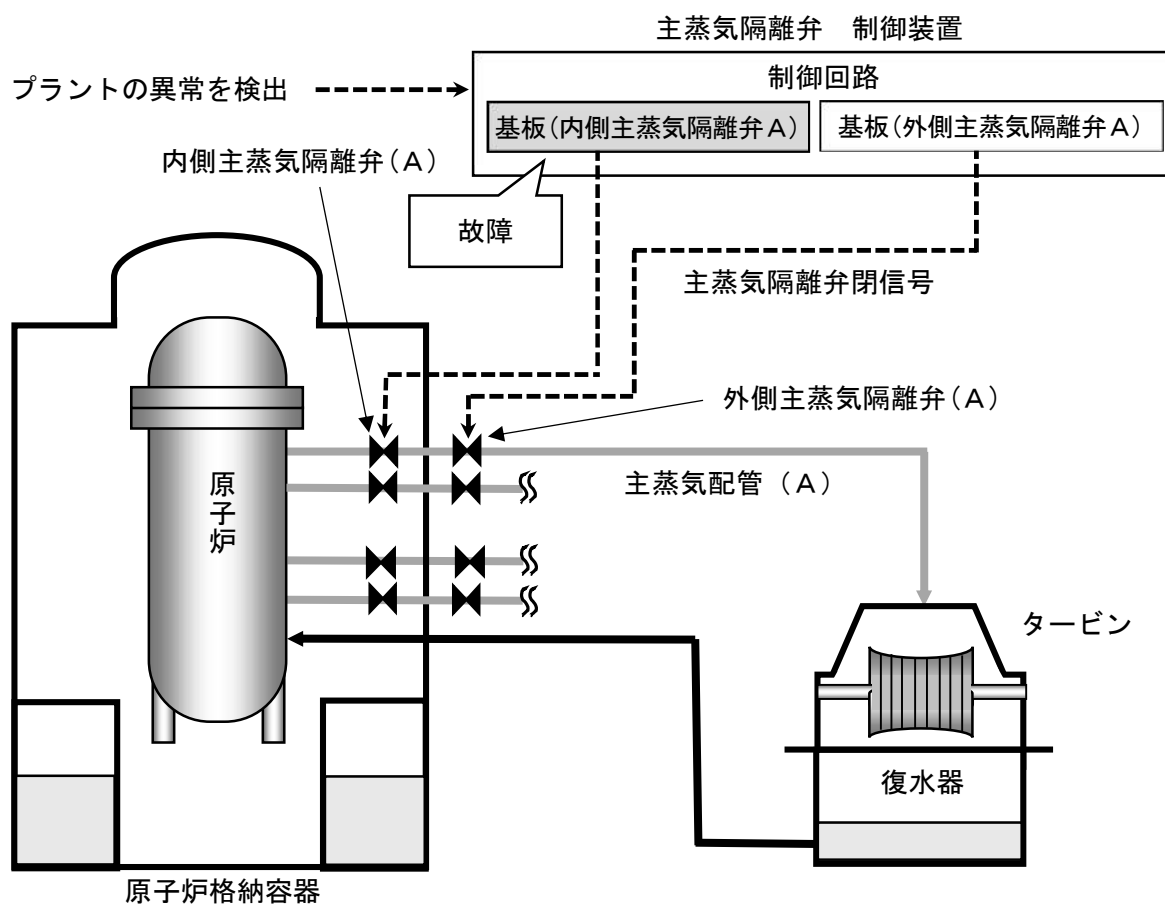 主蒸気隔離弁　制御装置
制御回路
プラントの異常を検出
基板(内側主蒸気隔離弁A)
基板(外側主蒸気隔離弁A)
内側主蒸気隔離弁(A)
故障
主蒸気隔離弁閉信号
外側主蒸気隔離弁(A)
主蒸気配管（A）
原子炉
タービン
復水器
原子炉格納容器